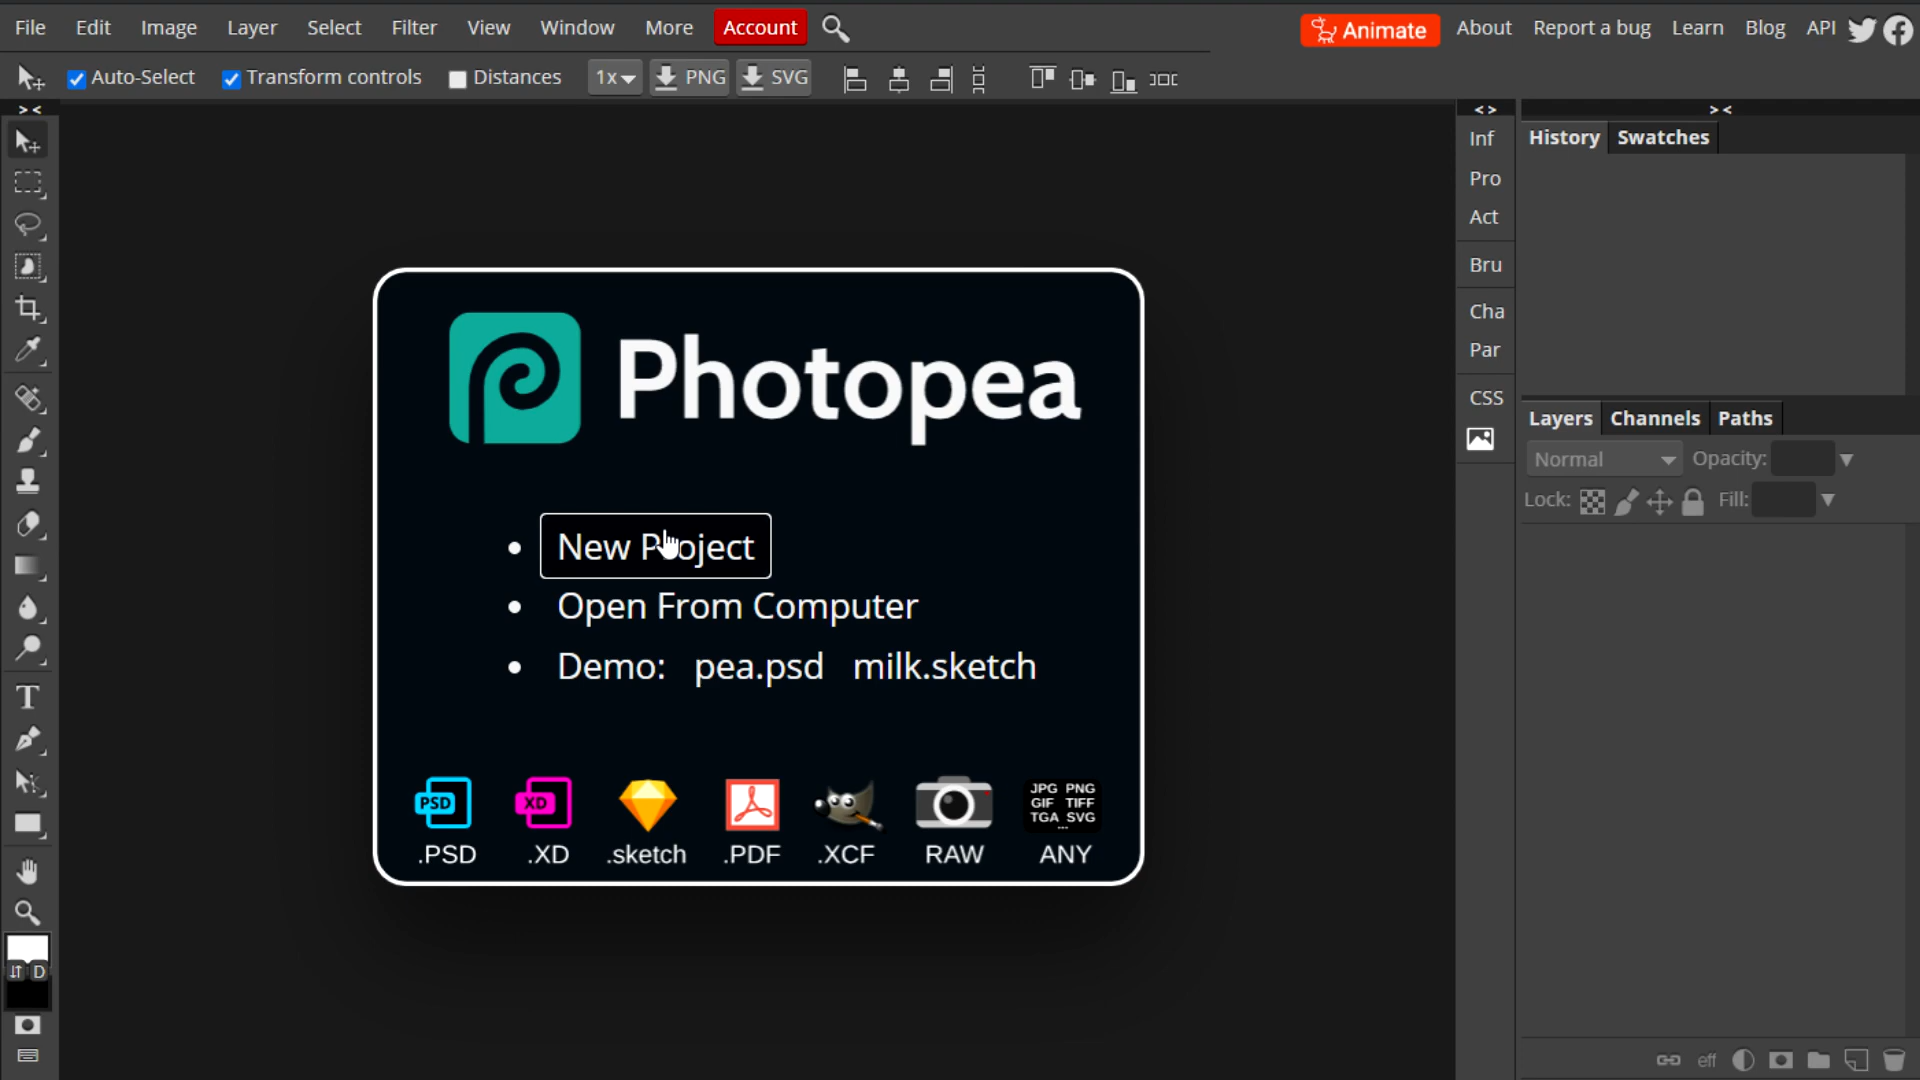 File Edit Image Layer Select Filter View Window More Account Animate About Report a bug Learn Blog API
Auto-Select Transform controls Distances 1x PNG SVG
> < < > > <
Inf
Pro
Act
Bru
Cha
Par
CSS
History Swatches
Layers Channels Paths
Normal Opacity:
Lock: Fill:
Photopea
New Project
Open From Computer
Demo: pea.psd milk.sketch
PSD XD
JPG PNG
GIF TIFF
TGA SVG
...
.PSD .XD .sketch .PDF .XCF RAW ANY
T
D
eff